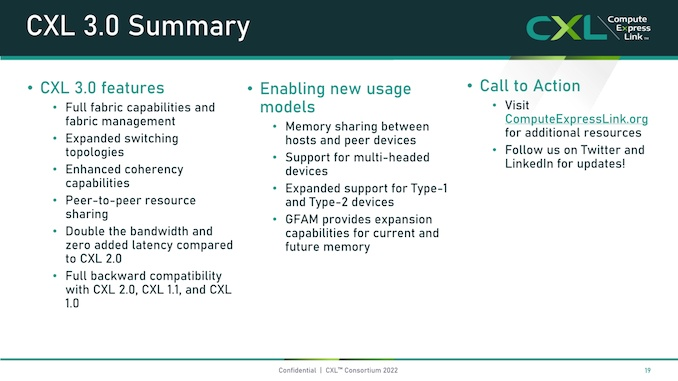 CXL 3.0 Summary
CXL
Compute
Express
Link™
• CXL 3.0 features
• Full fabric capabilities and
fabric management
• Expanded switching
topologies
• Enhanced coherency
capabilities
• Peer-to-peer resource
sharing
• Double the bandwidth and
zero added latency compared
to CXL 2.0
• Full backward compatibility
with CXL 2.0, CXL 1.1, and CXL
1.0
• Enabling new usage
models
• Memory sharing between
hosts and peer devices
• Support for multi-headed
devices
• Expanded support for Type-1
and Type-2 devices
• GFAM provides expansion
capabilities for current and
future memory
• Call to Action
• Visit
ComputeExpressLink.org
for additional resources
• Follow us on Twitter and
LinkedIn for updates!
Confidential | CXL™ Consortium 2022
19